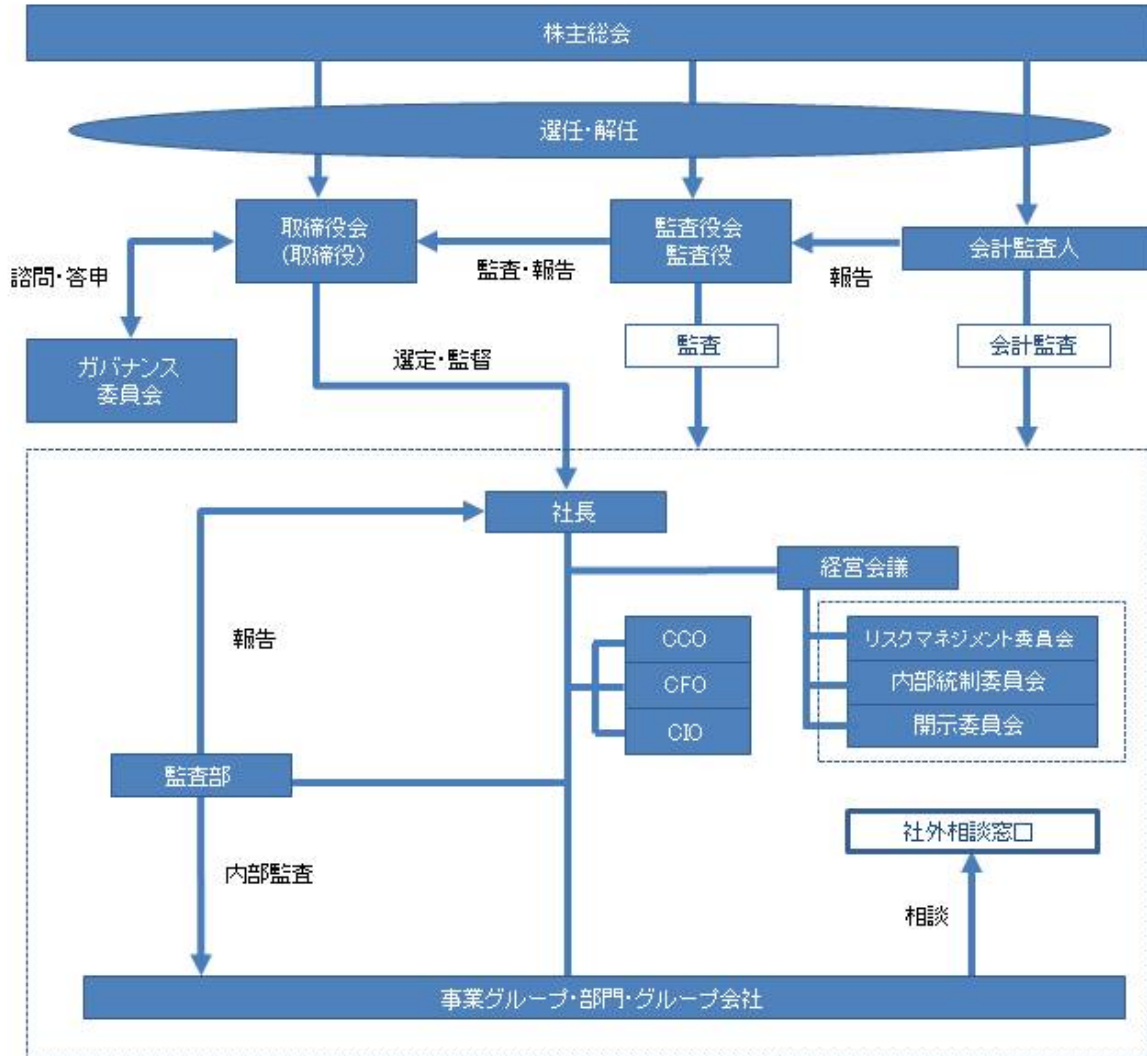 株主総会
選任・解任
取締役会
(取締役)
監査役会
監査役
会計監査人
監査・報告
報告
諮問・答申
ガバナンス
委員会
監査
会計監査
選定・監督
社長
経営会議
報告
CCO
CFO
CIO
リスクマネジメント委員会
内部統制委員会
開示委員会
監査部
社外相談窓口
内部監査
相談
事業グループ・部門・グループ会社